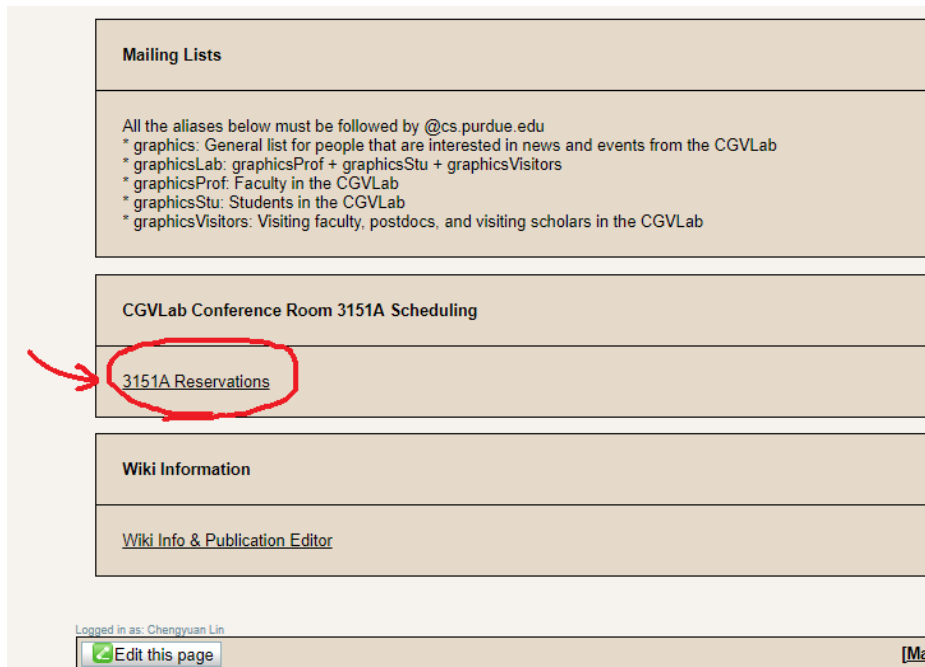 Mailing Lists
All the aliases below must be followed by @cs.purdue.edu
* graphics: General list for people that are interested in news and events from the CGVLab
* graphicsLab: graphicsProf + graphicsStu + graphicsVisitors
* graphicsProf: Faculty in the CGVLab
* graphicsStu: Students in the CGVLab
* graphicsVisitors: Visiting faculty, postdocs, and visiting scholars in the CGVLab
CGVLab Conference Room 3151A Scheduling
3151A Reservations
Wiki Information
Wiki Info & Publication Editor
Logged in as: Chengyuan Lin
Edit this page